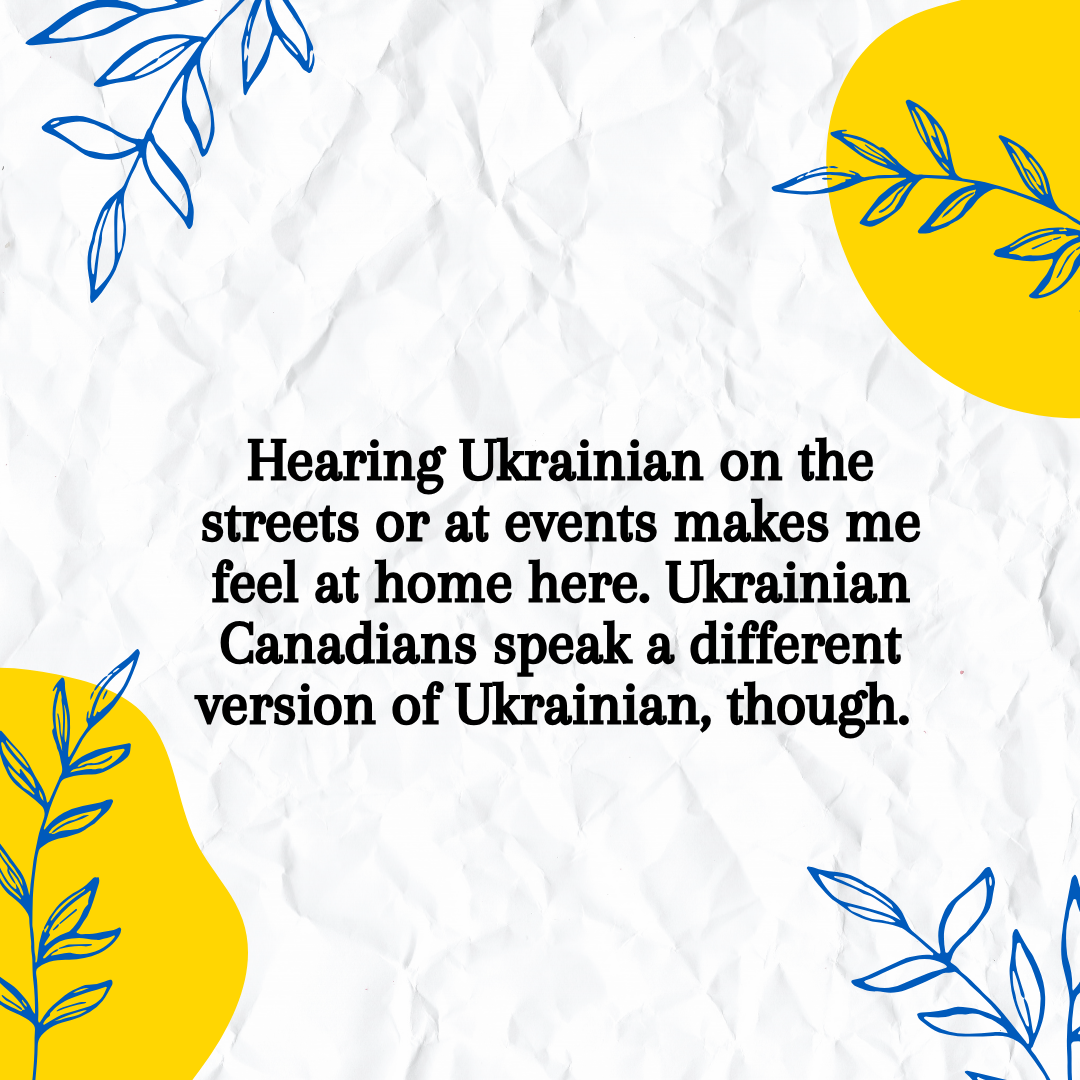 Hearing Ukrainian on the
streets or at events makes me
feel at home here. Ukrainian
Canadians speak a different
version of Ukrainian, though.